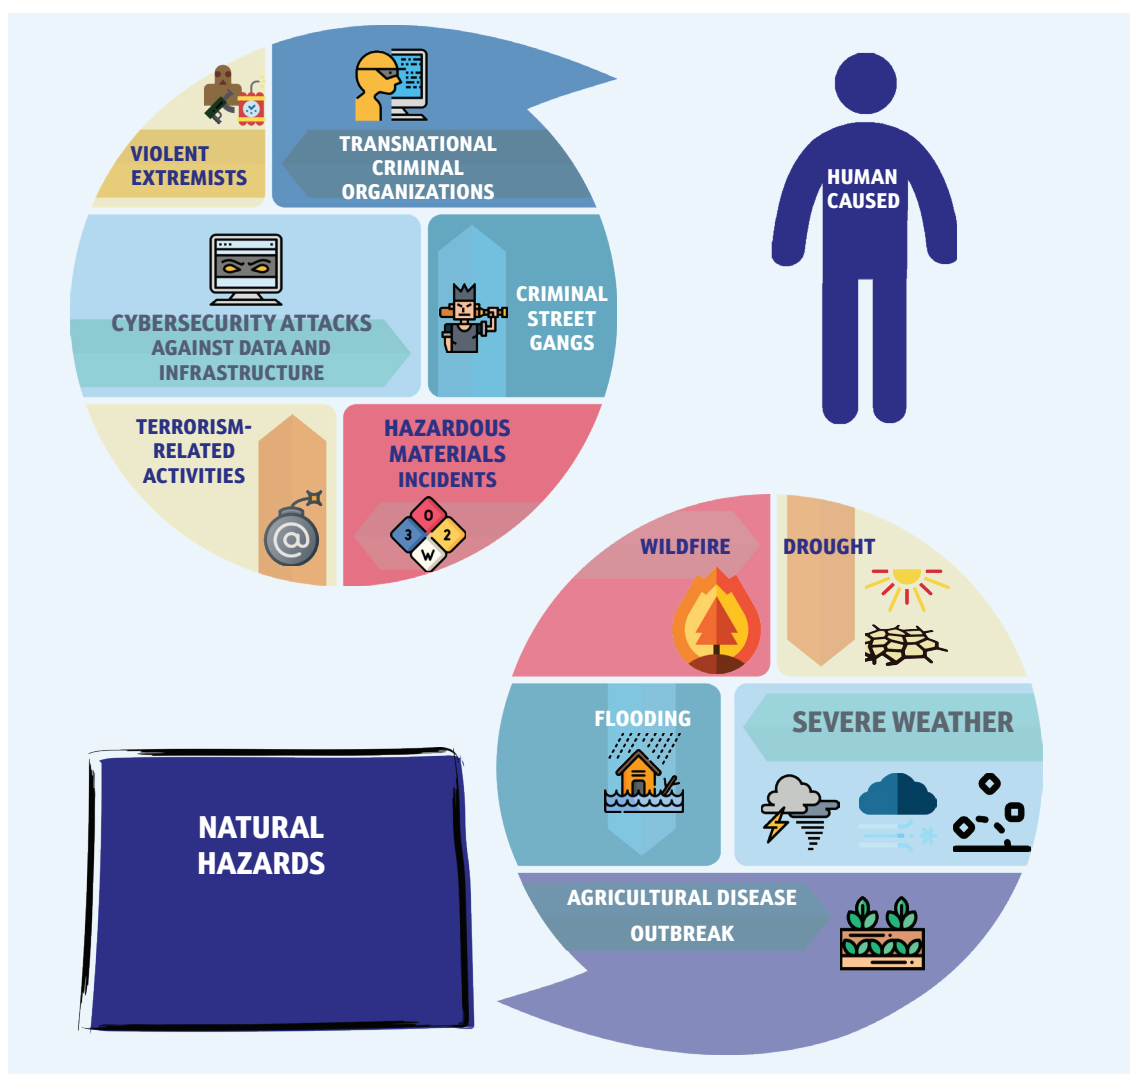 VIOLENT
EXTREMISTS
TRANSNATIONAL
CRIMINAL
ORGANIZATIONS
HUMAN
CAUSED
CYBERSECURITY ATTACKS
AGAINST DATA AND
INFRASTRUCTURE
CRIMINAL
STREET
GANGS
TERRORISM-
RELATED
ACTIVITIES
@
HAZARDOUS
MATERIALS
INCIDENTS
0
3 2
W
WILDFIRE
DROUGHT
FLOODING
SEVERE WEATHER
NATURAL
HAZARDS
AGRICULTURAL DISEASE
OUTBREAK